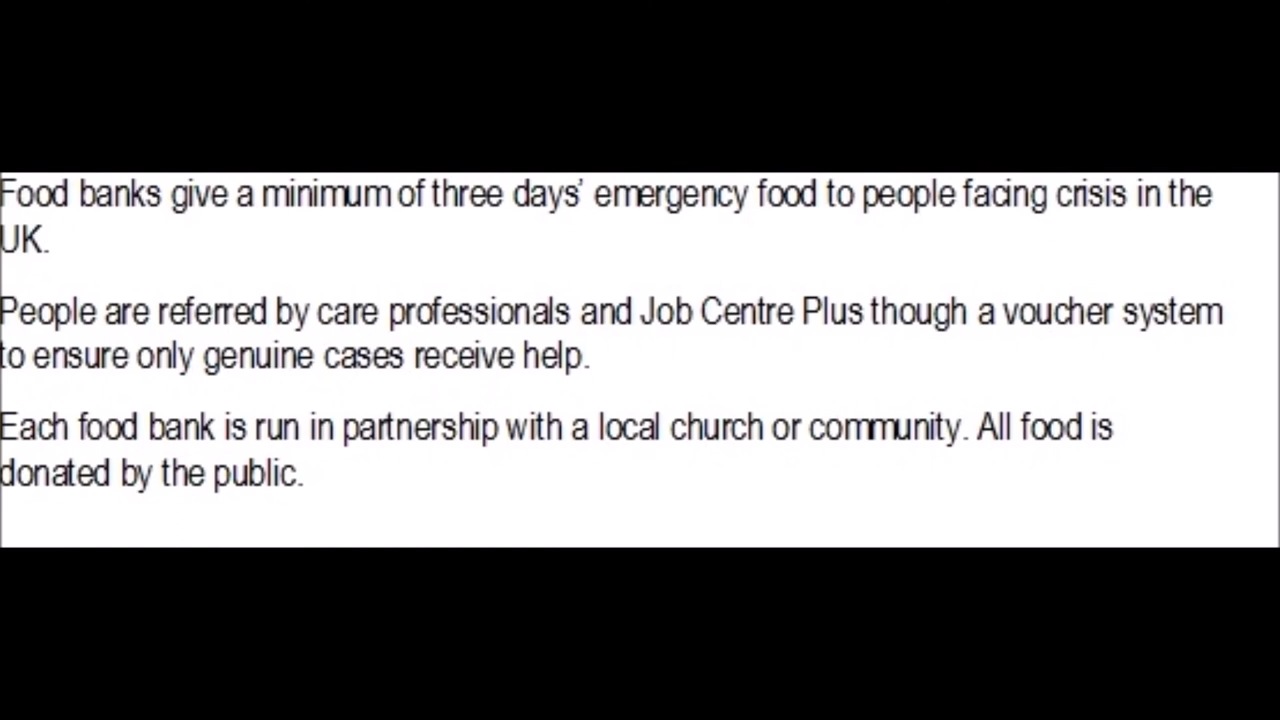 Food banks give a minimum of three days’ emergency food to people facing crisis in the
UK.
People are referred by care professionals and Job Centre Plus though a voucher system
to ensure only genuine cases receive help.
Each food bank is run in partnership with a local church or community. All food is
donated by the public.